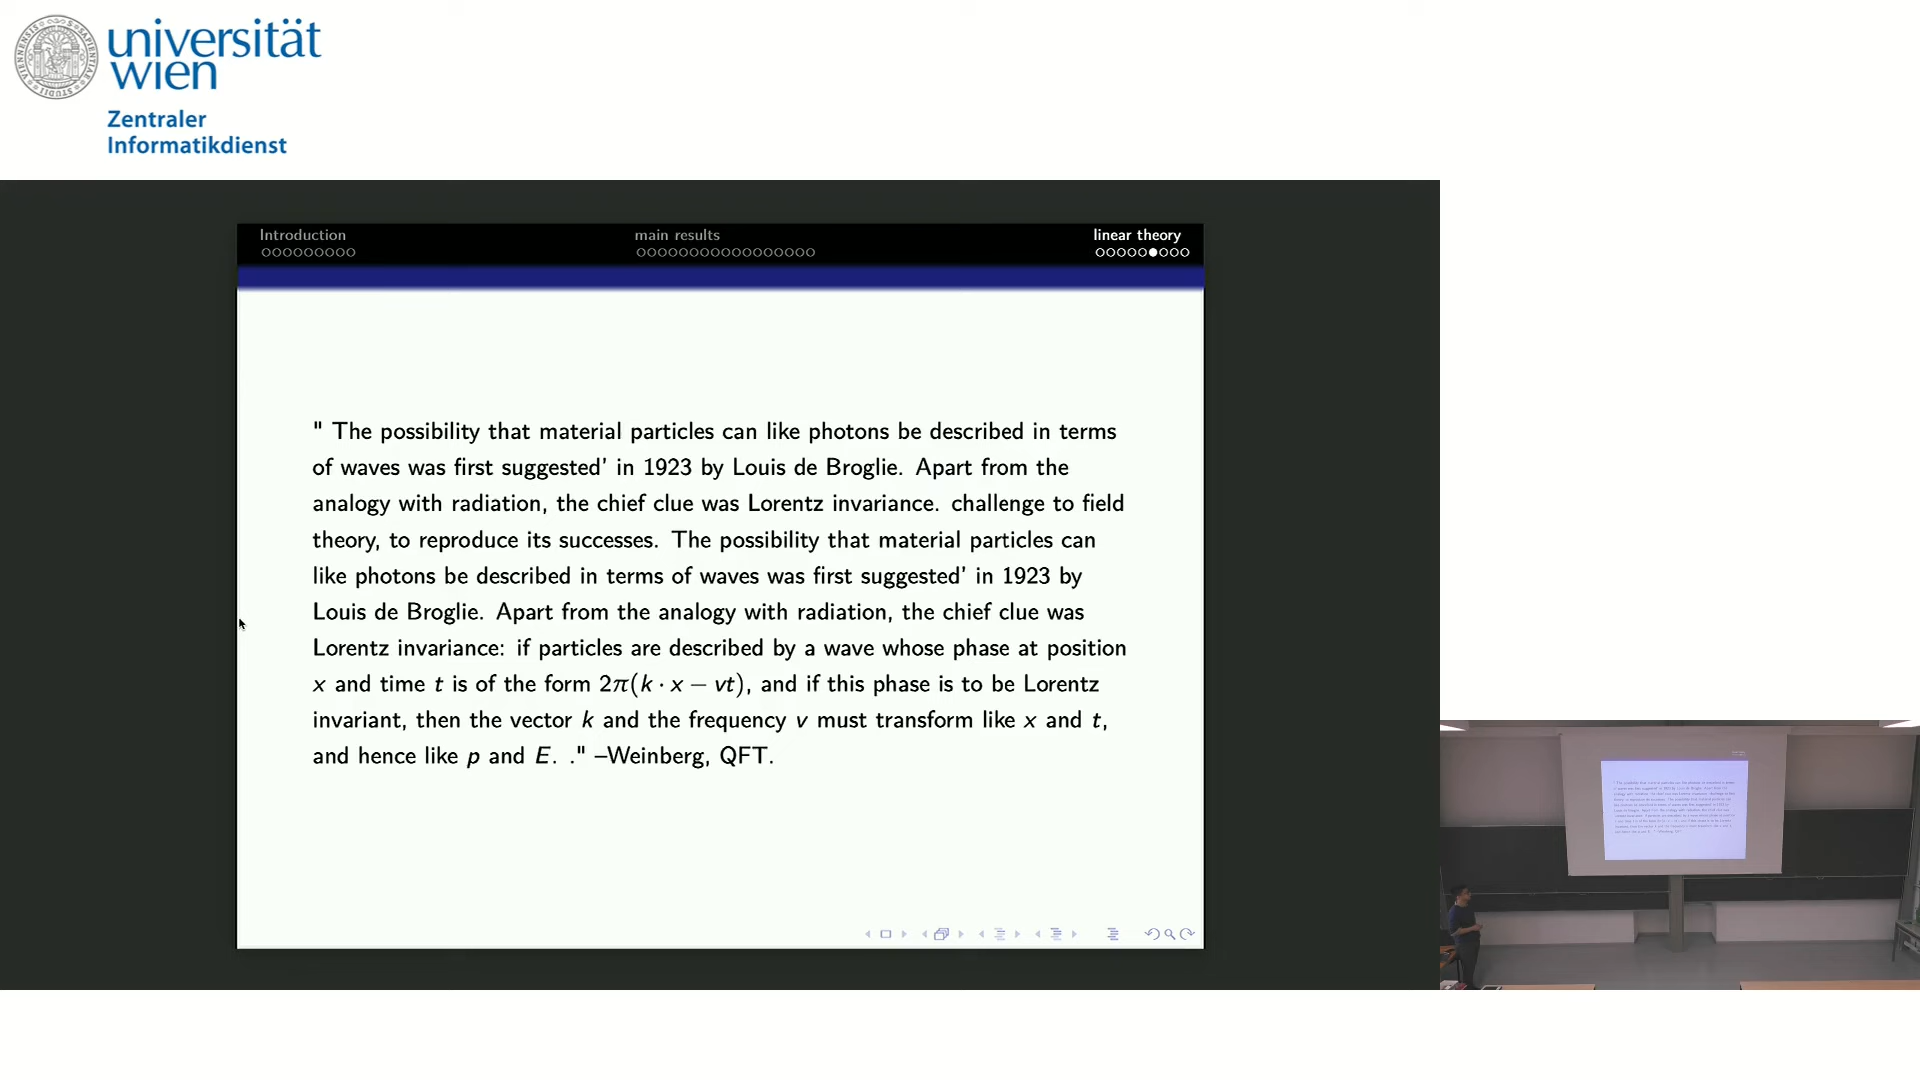 universität
wien
Zentraler
Informatikdienst
Introduction
main results
linear theory
" The possibility that material particles can like photons be described in terms
of waves was first suggested' in 1923 by Louis de Broglie. Apart from the
analogy with radiation, the chief clue was Lorentz invariance. challenge to field
theory, to reproduce its successes. The possibility that material particles can
like photons be described in terms of waves was first suggested' in 1923 by
Louis de Broglie. Apart from the analogy with radiation, the chief clue was
Lorentz invariance: if particles are described by a wave whose phase at position
x and time t is of the form 2π(k · x − vt), and if this phase is to be Lorentz
invariant, then the vector k and the frequency v must transform like x and t,
and hence like p and E. ." –Weinberg, QFT.